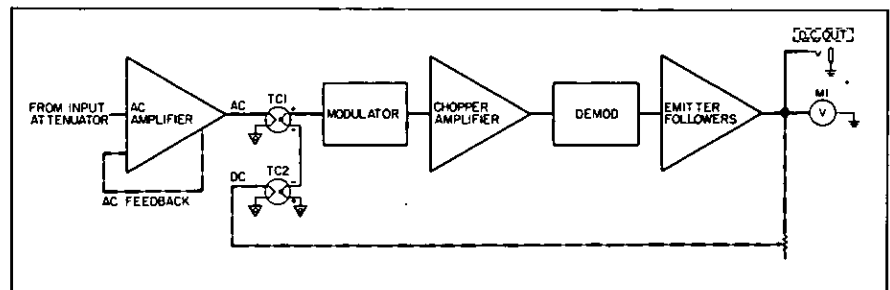 DC OUT
FROM INPUT
ATTENUATOR
AC
AMPLIFIER
AC
TC1
MODULATOR
CHOPPER
AMPLIFIER
DEMOD
EMITTER
FOLLOWERS
M1
V
AC FEEDBACK
DC
TC2